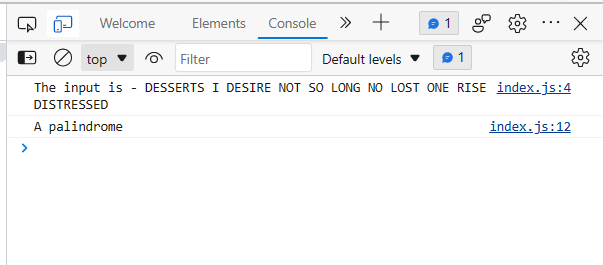 Welcome Elements Console 1
top Filter Default levels 1
The input is - DESSERTS I DESIRE NOT SO LONG NO LOST ONE RISE index.js:4
DISTRESSED
A palindrome index.js:12